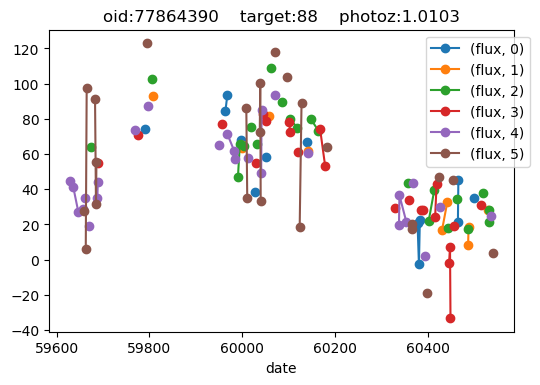 oid:77864390    target:88    photoz:1.0103
120
100
80
60
40
20
0
−20
−40
59600
59800
60000
60200
60400
date
(flux, 0)
(flux, 1)
(flux, 2)
(flux, 3)
(flux, 4)
(flux, 5)